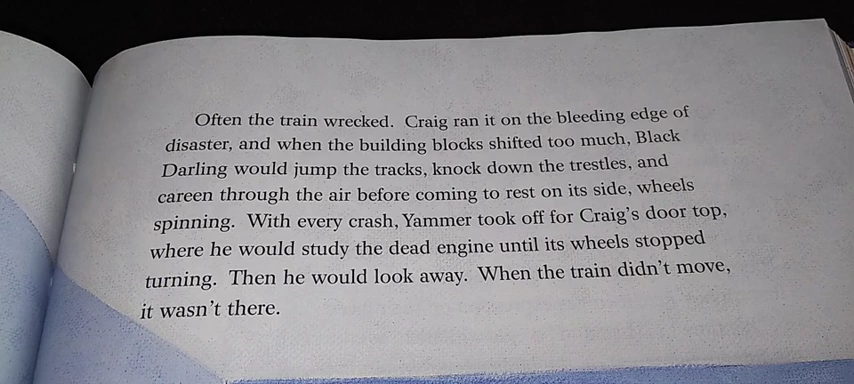 Often the train wrecked. Craig ran it on the bleeding edge of
disaster, and when the building blocks shifted too much, Black
Darling would jump the tracks, knock down the trestles, and
careen through the air before coming to rest on its side, wheels
spinning. With every crash, Yammer took off for Craig's door top,
where he would study the dead engine until its wheels stopped
turning. Then he would look away. When the train didn't move,
it wasn't there.